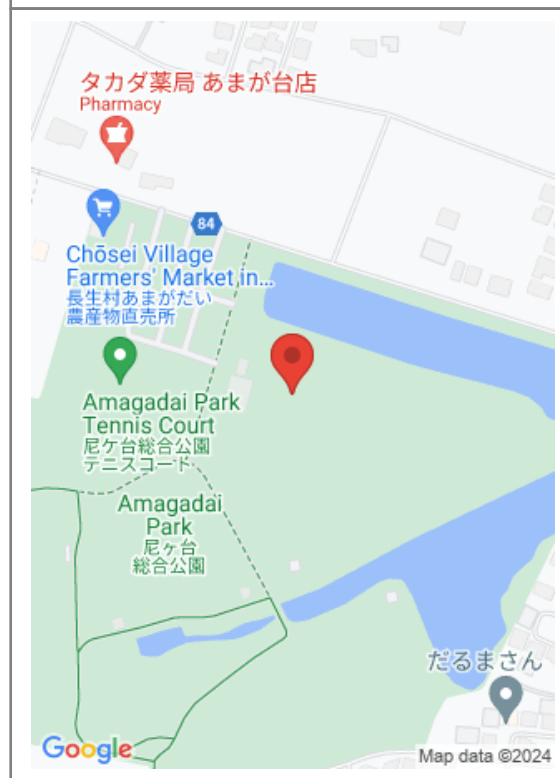 タカダ薬局 あまが台店
Pharmacy
84
Chōsei Village
Farmers' Market in...
長生村あまがだい
農産物直売所
Amagadai Park
Tennis Court
尼ケ台総合公園
テニスコード
Amagadai
Park
尼ヶ台
総合公園
だるまさん
Google
Map data ©2024